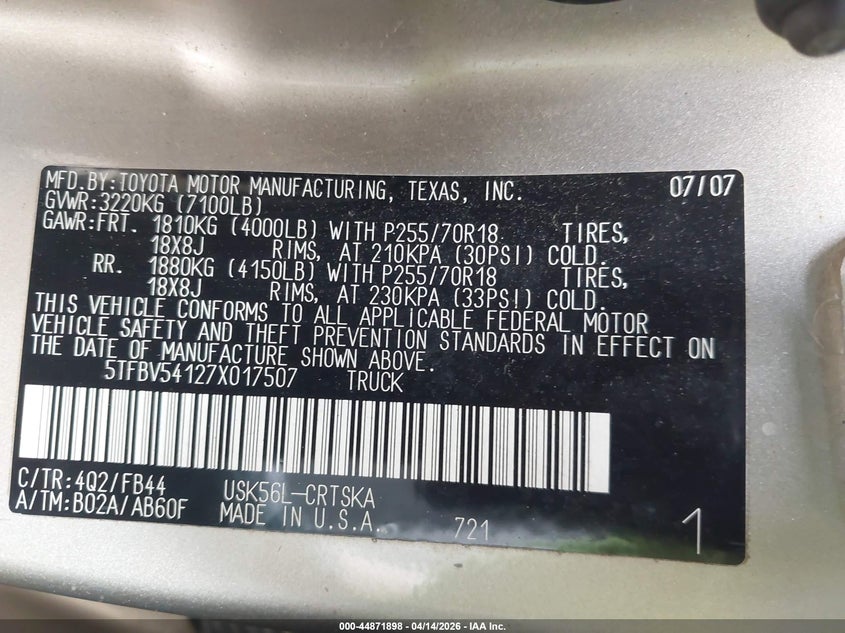 MFD.BY:TOYOTA MOTOR MANUFACTURING, TEXAS, INC. 07/07
GVWR:3220KG (7100LB)
GAWR:FRT. 1810KG (4000LB) WITH P255/70R18 TIRES,
18X8J RIMS, AT 210KPA (30PSI) COLD.
RR. 1880KG (4150LB) WITH P255/70R18 TIRES,
18X8J RIMS, AT 230KPA (33PSI) COLD.
THIS VEHICLE CONFORMS TO ALL APPLICABLE FEDERAL MOTOR
VEHICLE SAFETY AND THEFT PREVENTION STANDARDS IN EFFECT ON
THE DATE OF MANUFACTURE SHOWN ABOVE.
5TFBV54127X017507 TRUCK
C/TR:4Q2/FB44 USK56L-CRTSKA
A/TM:B02A/AB60F MADE IN U.S.A. 721 1
000-44871898 - 04/14/2026 - IAA Inc.